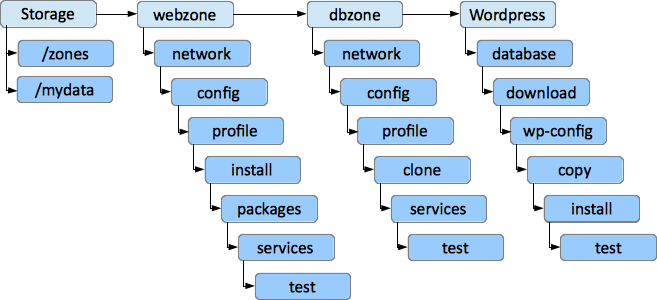 Storage
/zones
/mydata
webzone
network
config
profile
install
packages
services
test
dbzone
network
config
profile
clone
services
test
Wordpress
database
download
wp-config
copy
install
test